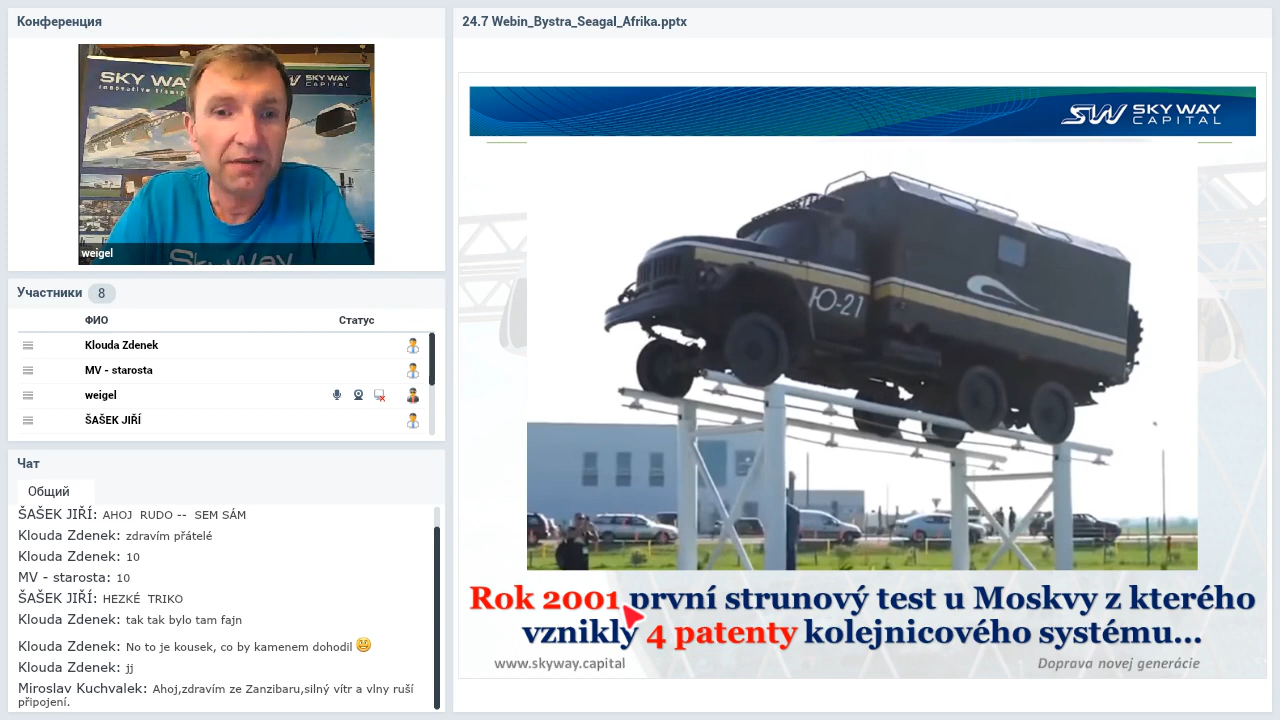 Конференция
SKY WA
SKY WAY
CAPITAL
weigel
SkyWay
Участники 8
ФИО Статус
Klouda Zdenek
MV - starosta
weigel
ŠAŠEK JIŘÍ
Чат
Общий
ŠAŠEK JIŘÍ: AHOJ RUDO -- SEM SÁM
Klouda Zdenek: zdravím přátelé
Klouda Zdenek: 10
MV - starosta: 10
ŠAŠEK JIŘÍ: HEZKÉ TRIKO
Klouda Zdenek: tak tak bylo tam fajn
Klouda Zdenek: No to je kousek, co by kamenem dohodil
Klouda Zdenek: jj
Miroslav Kuchvalek: Ahoj,zdravím ze Zanzibaru,silný vítr a vlny ruší
připojení.
24.7 Webin_Bystra_Seagal_Afrika.pptx
SW SKY WAY
CAPITAL
Ю-21
Rok 2001 první strunový test u Moskvy z kterého
vznikly 4 patenty kolejnicového systému...
www.skyway.capital Doprava novej generácie